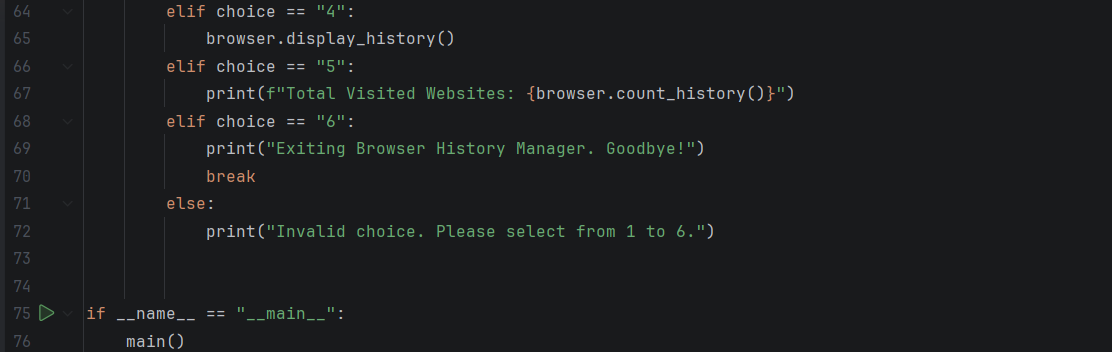 64 elif choice == "4":
65 browser.display_history()
66 elif choice == "5":
67 print(f"Total Visited Websites: {browser.count_history()}")
68 elif choice == "6":
69 print("Exiting Browser History Manager. Goodbye!")
70 break
71 else:
72 print("Invalid choice. Please select from 1 to 6.")
73
74
75 if __name__ == "__main__":
76 main()